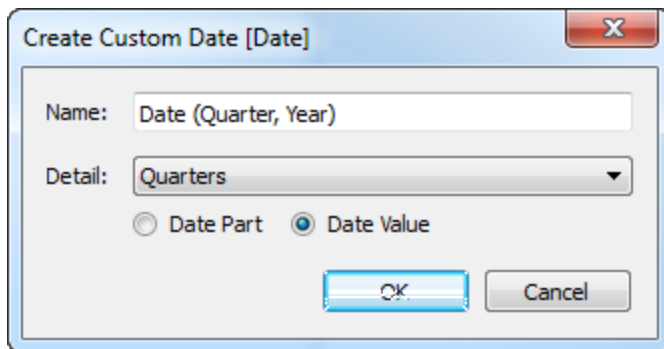 Create Custom Date [Date]
Name: Date (Quarter, Year)
Detail: Quarters
Date Part Date Value
OK Cancel